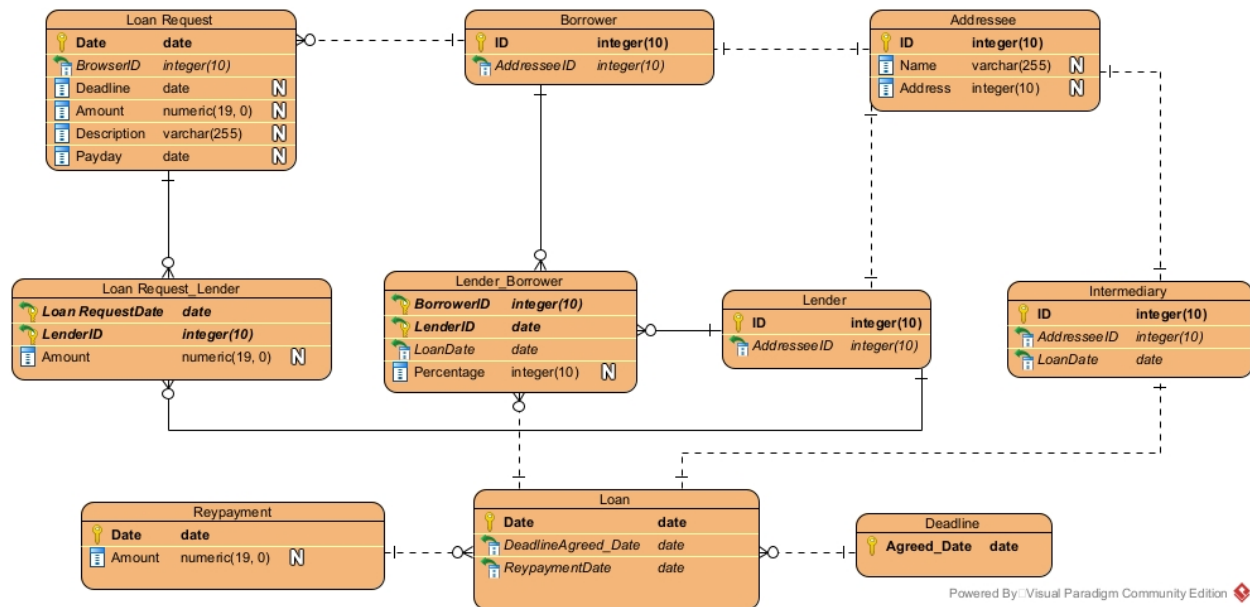 Loan Request
Date date
BrowserID integer(10)
Deadline date N
Amount numeric(19, 0) N
Description varchar(255) N
Payday date N
Borrower
ID integer(10)
AddresseeID integer(10)
Addressee
ID integer(10)
Name varchar(255) N
Address integer(10) N
Loan Request_Lender
Loan RequestDate date
LenderID integer(10)
Amount numeric(19, 0) N
Lender_Borrower
BorrowerID integer(10)
LenderID date
LoanDate date
Percentage integer(10) N
Lender
ID integer(10)
AddresseeID integer(10)
Intermediary
ID integer(10)
AddresseeID integer(10)
LoanDate date
Reypayment
Date date
Amount numeric(19, 0) N
Loan
Date date
DeadlineAgreed_Date date
ReypaymentDate date
Deadline
Agreed_Date date
Powered By Visual Paradigm Community Edition